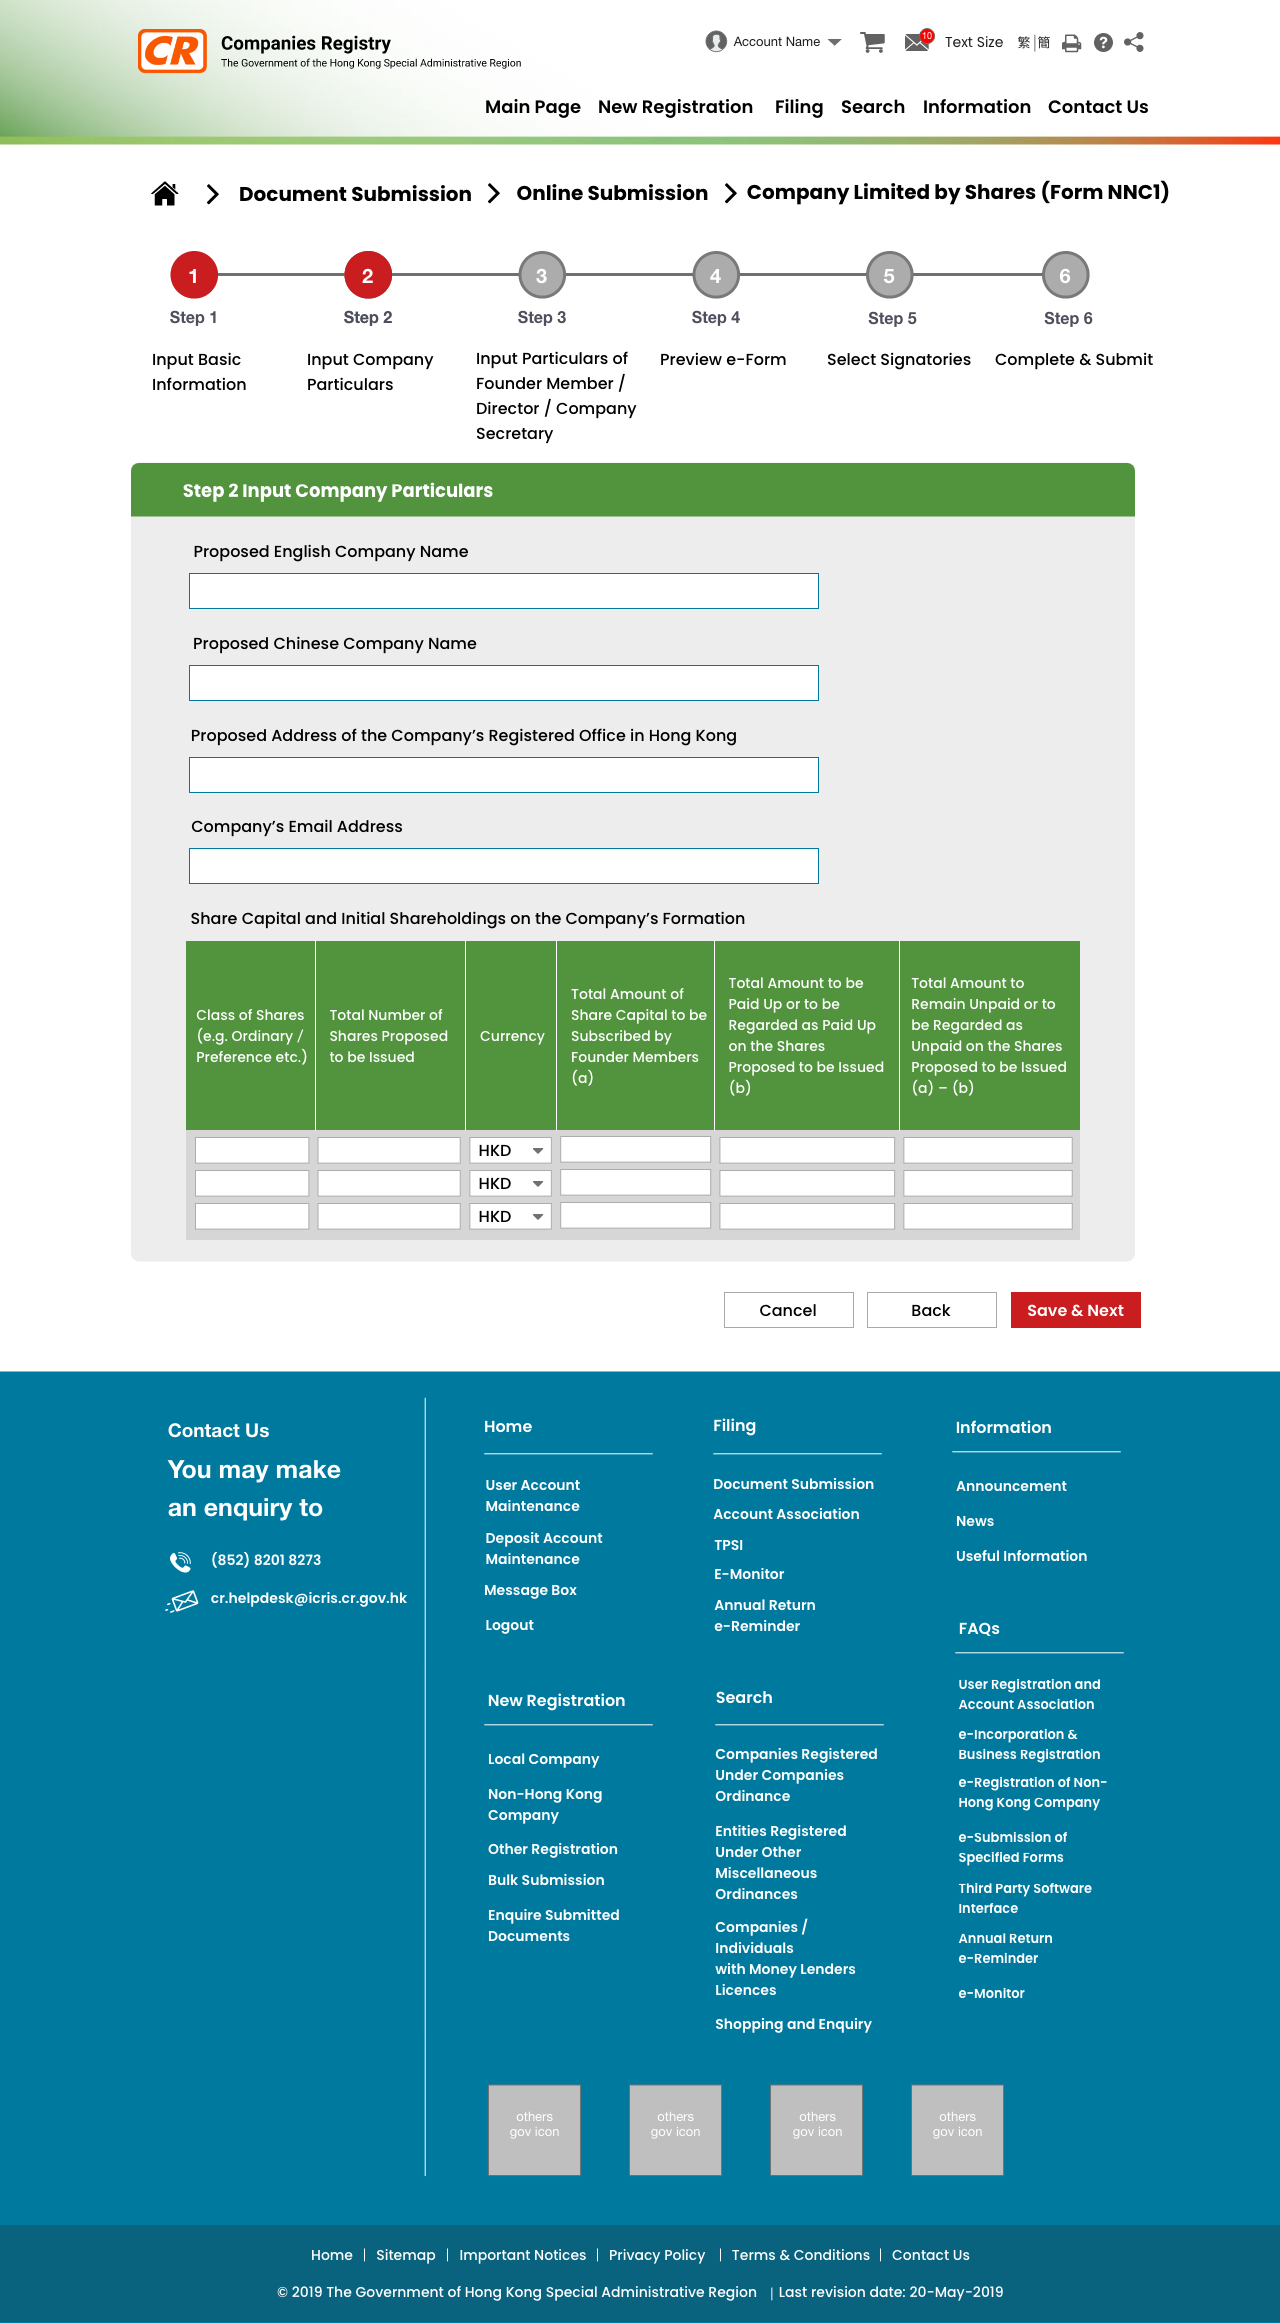 CR
Companies Registry
The Government of the Hong Kong Special Administrative Region
Account Name
10
Text Size
繁 | 簡
Main Page
New Registration
Filing
Search
Information
Contact Us
Document Submission
Online Submission
Company Limited by Shares (Form NNC1)
1
2
3
4
5
6
Step 1
Step 2
Step 3
Step 4
Step 5
Step 6
Input Basic
Information
Input Company
Particulars
Input Particulars of
Founder Member /
Director / Company
Secretary
Preview e-Form
Select Signatories
Complete & Submit
Step 2 Input Company Particulars
Proposed English Company Name
Proposed Chinese Company Name
Proposed Address of the Company’s Registered Office in Hong Kong
Company’s Email Address
Share Capital and Initial Shareholdings on the Company’s Formation
Class of Shares
(e.g. Ordinary /
Preference etc.)
Total Number of
Shares Proposed
to be Issued
Currency
Total Amount of
Share Capital to be
Subscribed by
Founder Members
(a)
Total Amount to be
Paid Up or to be
Regarded as Paid Up
on the Shares
Proposed to be Issued
(b)
Total Amount to
Remain Unpaid or to
be Regarded as
Unpaid on the Shares
Proposed to be Issued
(a) – (b)
HKD
HKD
HKD
Cancel
Back
Save & Next
Contact Us
You may make
an enquiry to
(852) 8201 8273
cr.helpdesk@icris.cr.gov.hk
Home
User Account
Maintenance
Deposit Account
Maintenance
Message Box
Logout
Filing
Document Submission
Account Association
TPSI
E-Monitor
Annual Return
e-Reminder
Information
Announcement
News
Useful Information
New Registration
Local Company
Non-Hong Kong
Company
Other Registration
Bulk Submission
Enquire Submitted
Documents
Search
Companies Registered
Under Companies
Ordinance
Entities Registered
Under Other
Miscellaneous
Ordinances
Companies /
Individuals
with Money Lenders
Licences
Shopping and Enquiry
FAQs
User Registration and
Account Association
e-Incorporation &
Business Registration
e-Registration of Non-
Hong Kong Company
e-Submission of
Specified Forms
Third Party Software
Interface
Annual Return
e-Reminder
e-Monitor
others
gov icon
others
gov icon
others
gov icon
others
gov icon
Home | Sitemap | Important Notices | Privacy Policy | Terms & Conditions | Contact Us
© 2019 The Government of Hong Kong Special Administrative Region | Last revision date: 20-May-2019